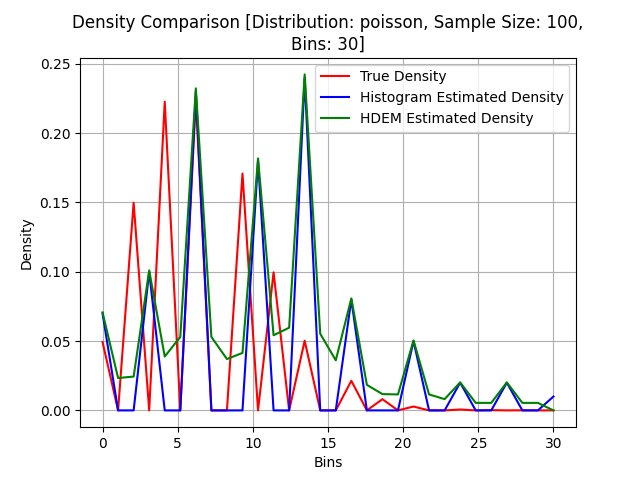 Density Comparison [Distribution: poisson, Sample Size: 100,
Bins: 30]
True Density
Histogram Estimated Density
HDEM Estimated Density
Density
0.25
0.20
0.15
0.10
0.05
0.00
0 5 10 15 20 25 30
Bins